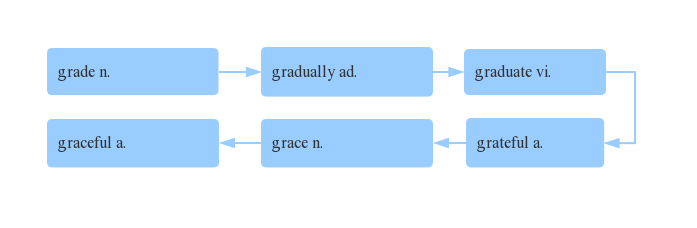 grade n.
gradually ad.
graduate vi.
grateful a.
grace n.
graceful a.